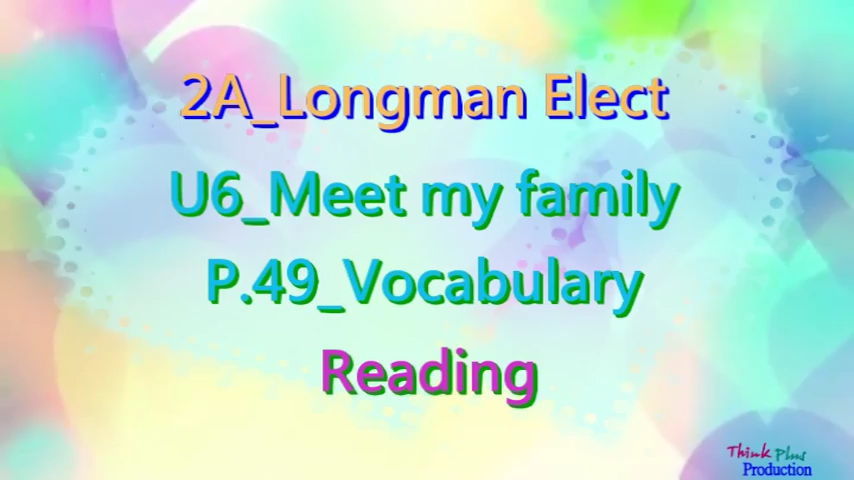 2A_Longman Elect
U6_Meet my family
P.49_Vocabulary
Reading
Think Plus
Production